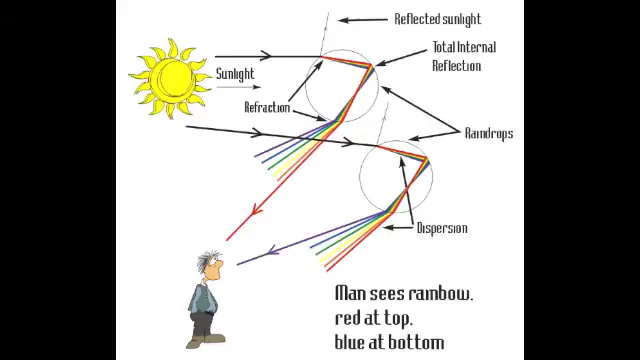 Reflected sunlight
Total Internal
Reflection
Sunlight
Refraction
Raindrops
Dispersion
Man sees rainbow.
red at top.
blue at bottom